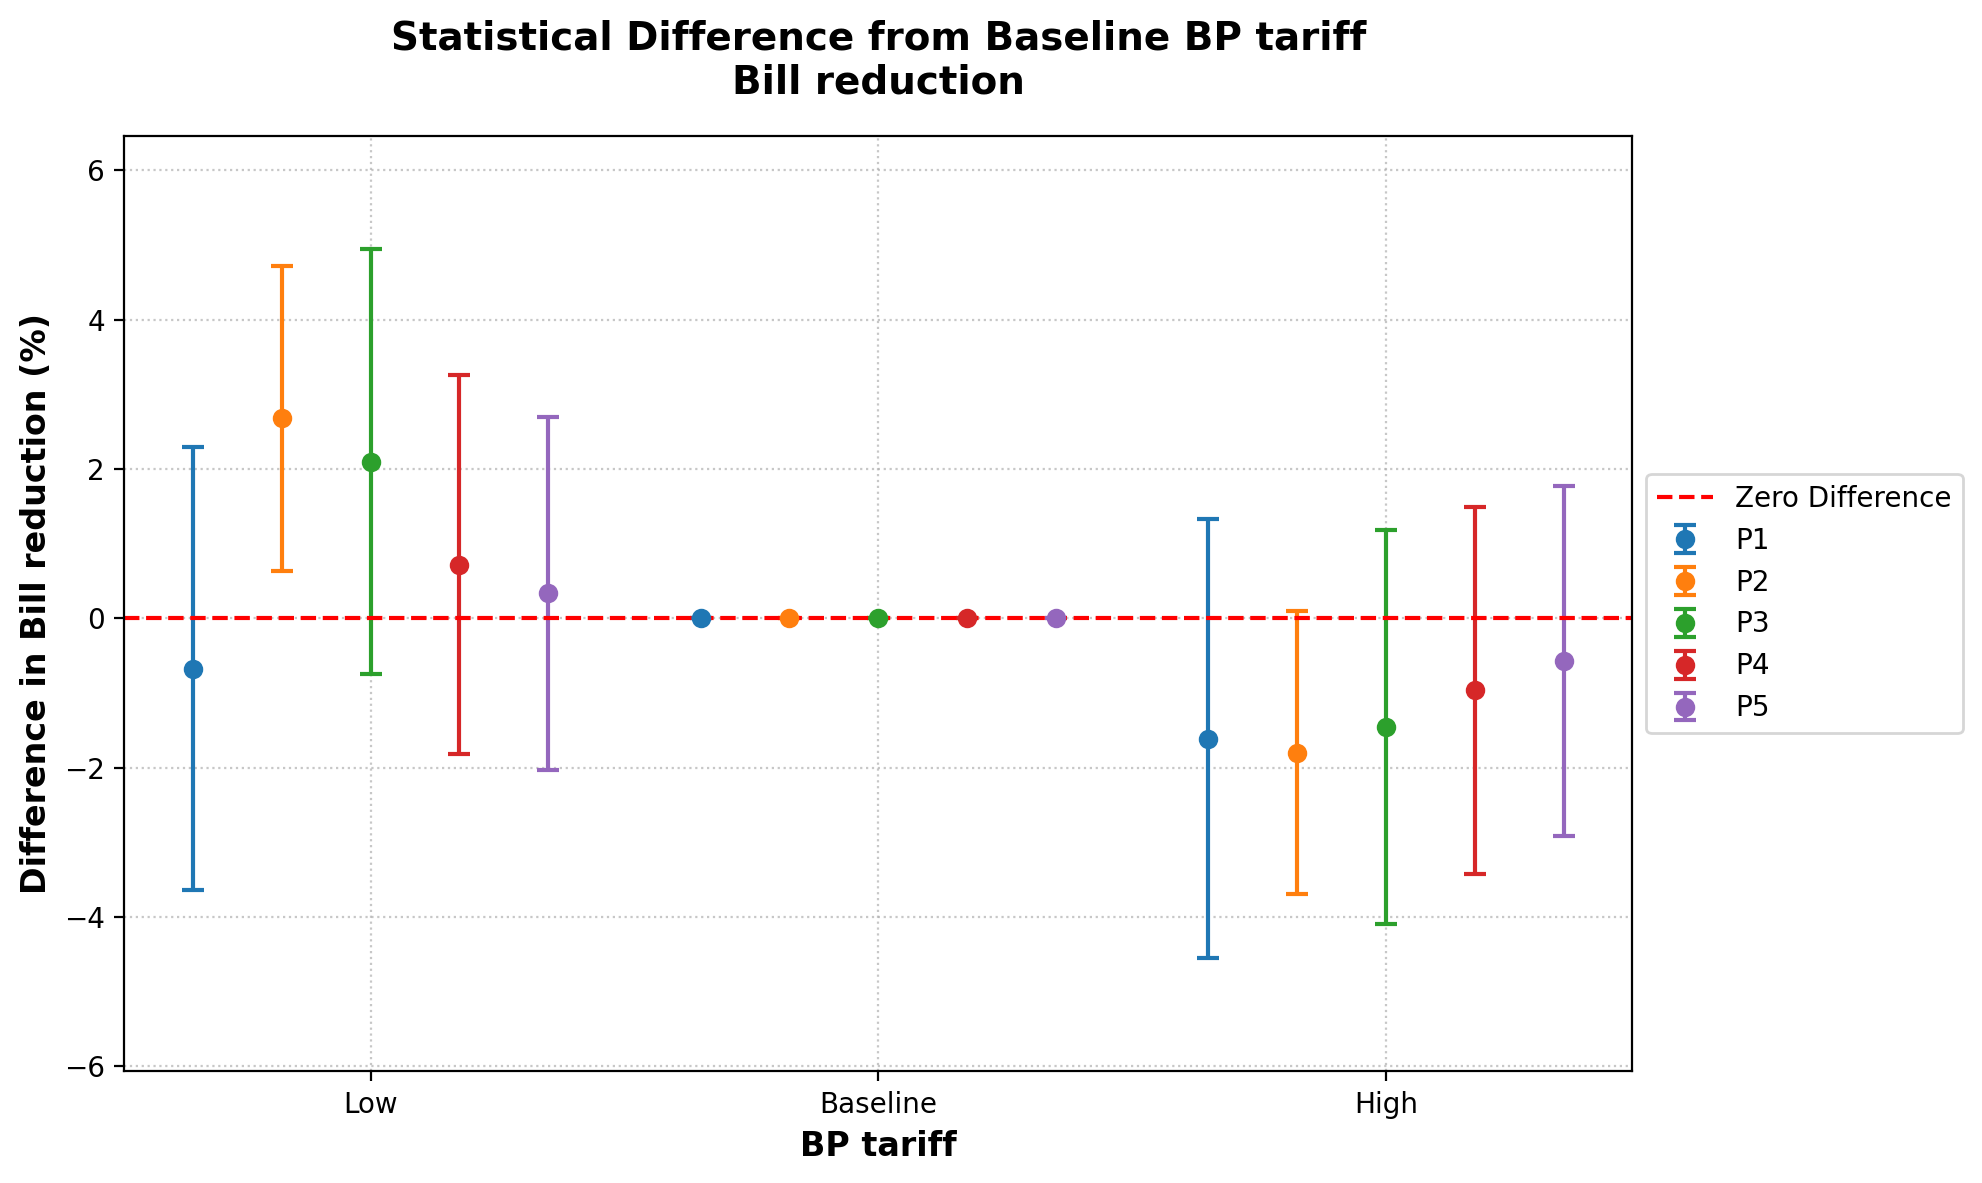 Statistical Difference from Baseline BP tariff
Bill reduction
Difference in Bill reduction (%)
6
4
2
0
−2
−4
−6
Low
Baseline
High
BP tariff
Zero Difference
P1
P2
P3
P4
P5